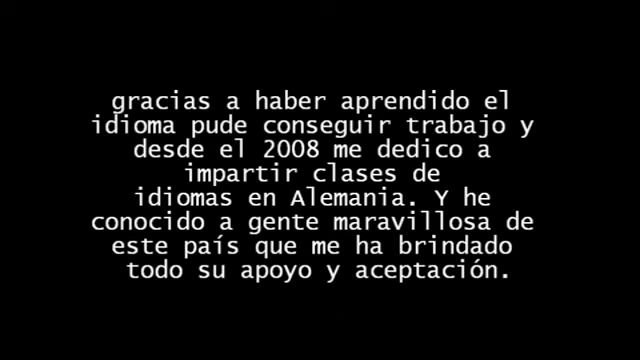 gracias a haber aprendido el
idioma pude conseguir trabajo y
desde el 2008 me dedico a
impartir clases de
idiomas en Alemania. Y he
conocido a gente maravillosa de
este país que me ha brindado
todo su apoyo y aceptación.